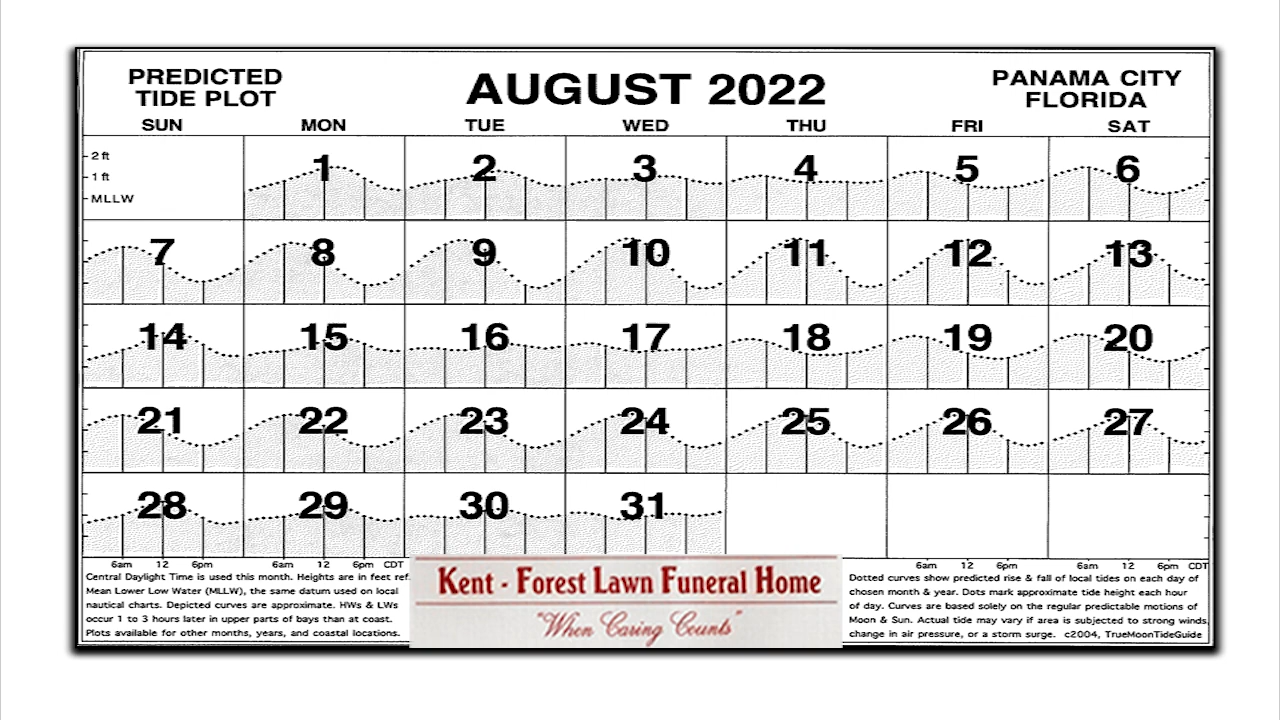 PREDICTED
TIDE PLOT
AUGUST 2022
PANAMA CITY
FLORIDA
SUN MON TUE WED THU FRI SAT
2 ft
1 ft
MLLW
1 2 3 4 5 6
7 8 9 10 11 12 13
14 15 16 17 18 19 20
21 22 23 24 25 26 27
28 29 30 31
6am 12 6pm 6am 12 6pm CDT 6am 12 6pm 6am 12 6pm CDT
Central Daylight Time is used this month. Heights are in feet ref.
Mean Lower Low Water (MLLW), the same datum used on local
nautical charts. Depicted curves are approximate. HWs & LWs
occur 1 to 3 hours later in upper parts of bays than at coast.
Plots available for other months, years, and coastal locations.
Kent - Forest Lawn Funeral Home
"When Caring Counts"
Dotted curves show predicted rise & fall of local tides on each day of
chosen month & year. Dots mark approximate tide height each hour
of day. Curves are based solely on the regular predictable motions of
Moon & Sun. Actual tide may vary if area is subjected to strong winds,
change in air pressure, or a storm surge. c2004, TrueMoonTideGuide